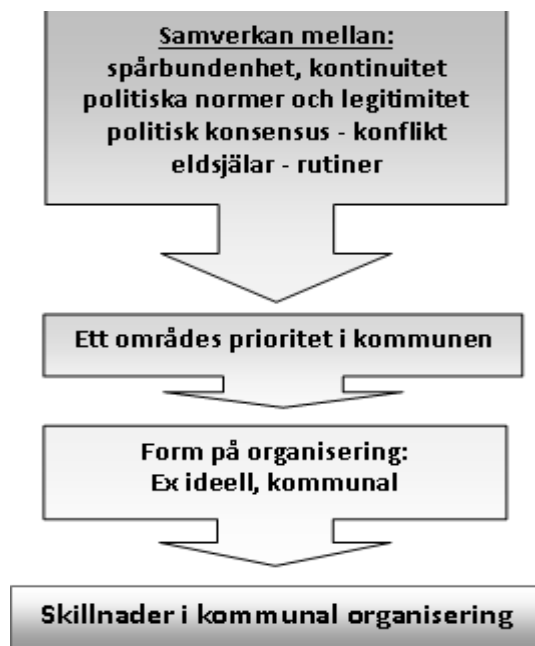 Samverkan mellan:
spårbundenhet, kontinuitet
politiska normer och legitimitet
politisk konsensus - konflikt
eldsjälar - rutiner
Ett områdes prioritet i kommunen
Form på organisering:
Ex ideell, kommunal
Skillnader i kommunal organisering